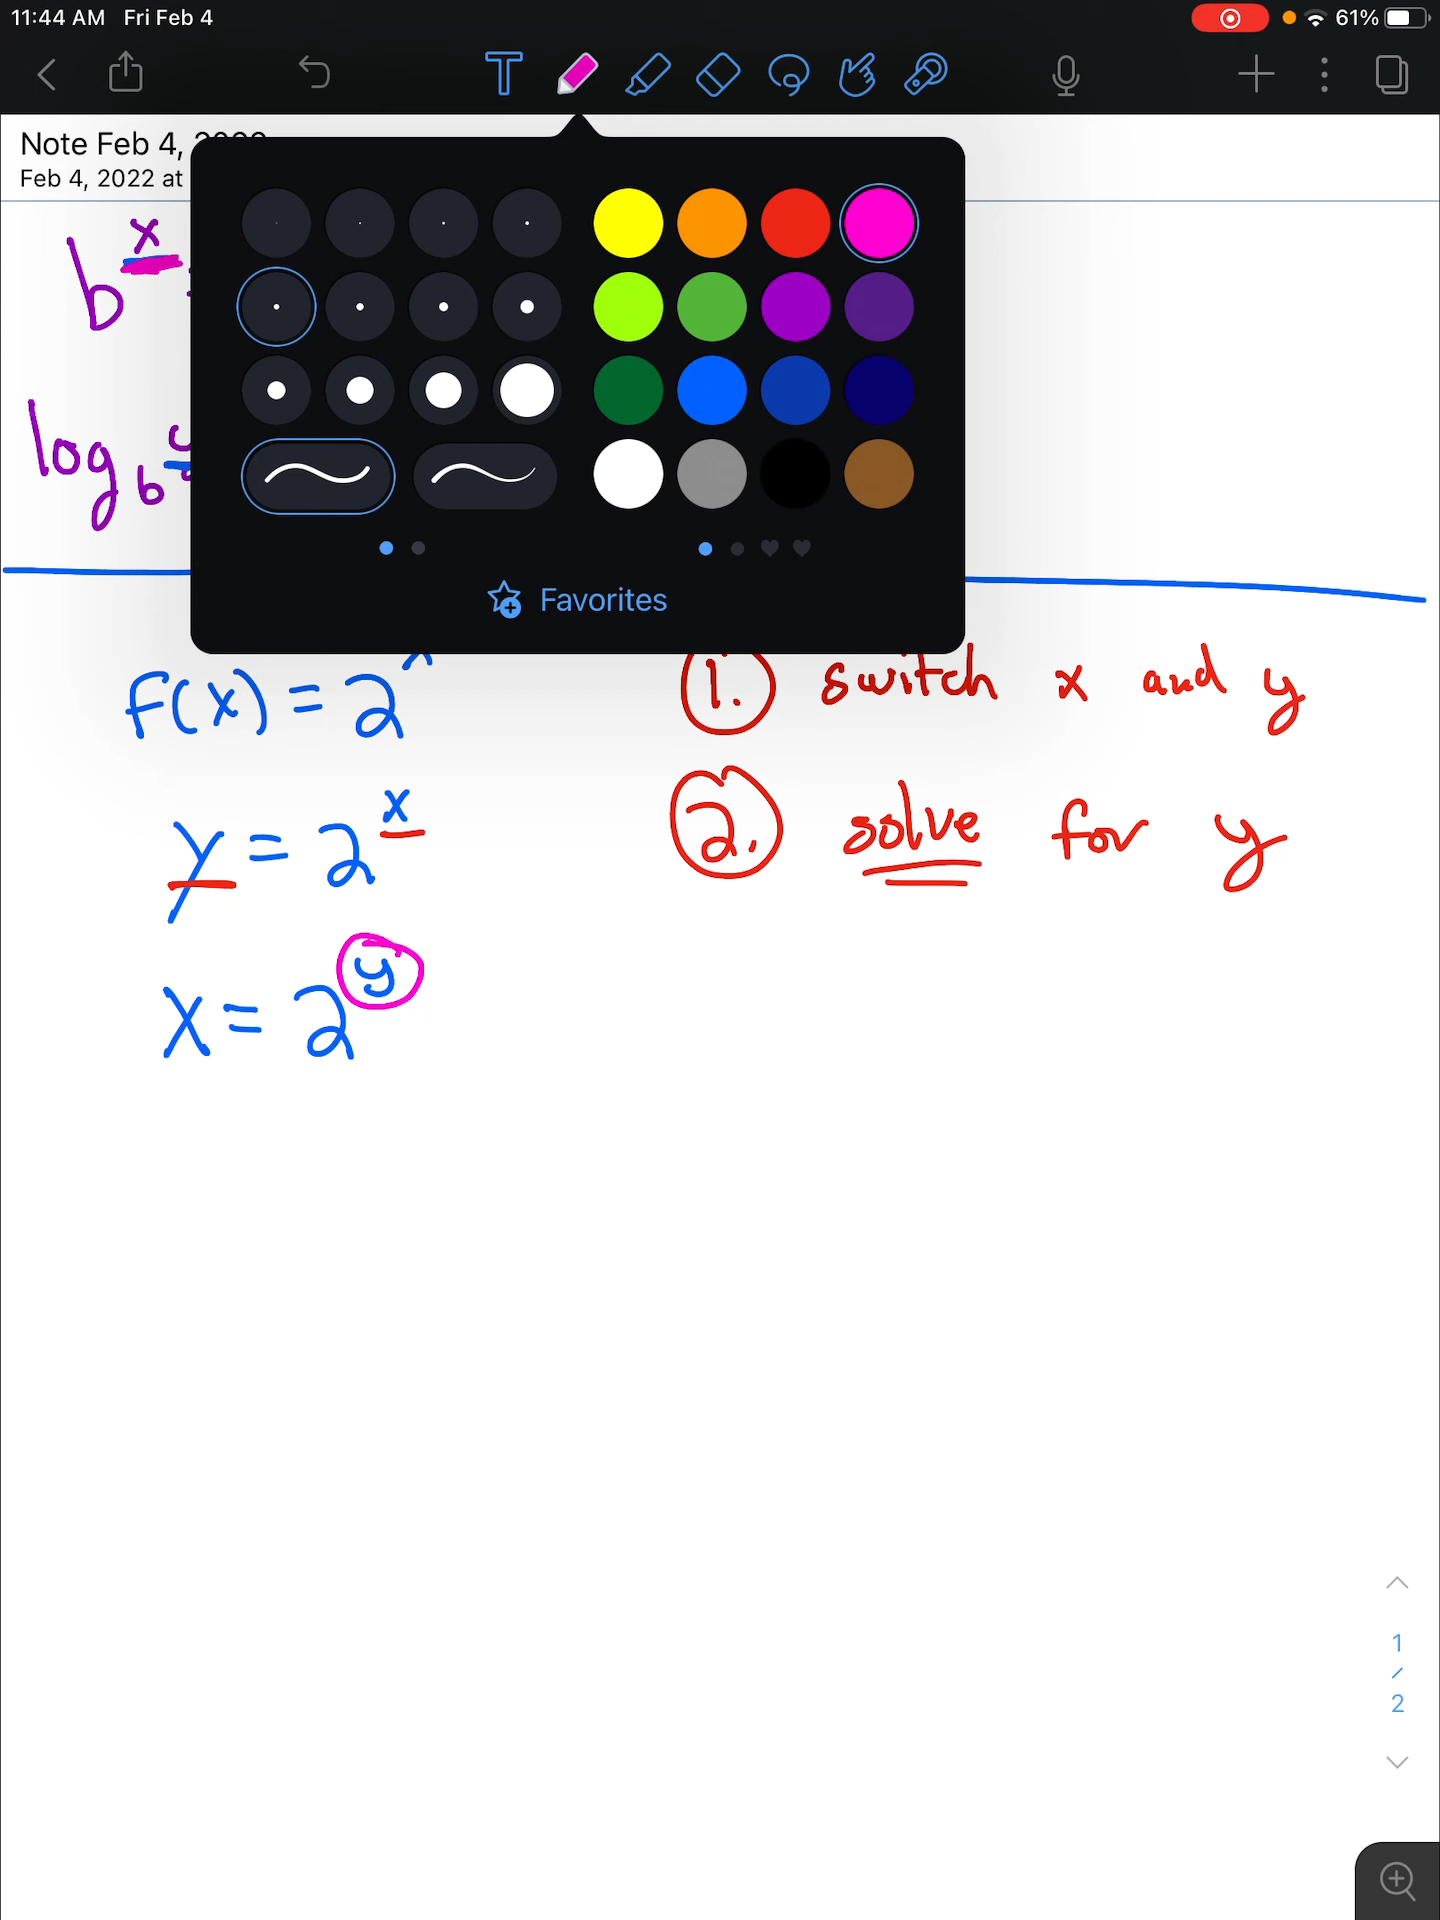 11:44 AM Fri Feb 4 61%
T
Note Feb 4,
Feb 4, 2022 at
b^x
log_b
Favorites
f(x) = 2^x
1. switch x and y
y = 2^x
2. solve for y
x = 2^y
1
/
2